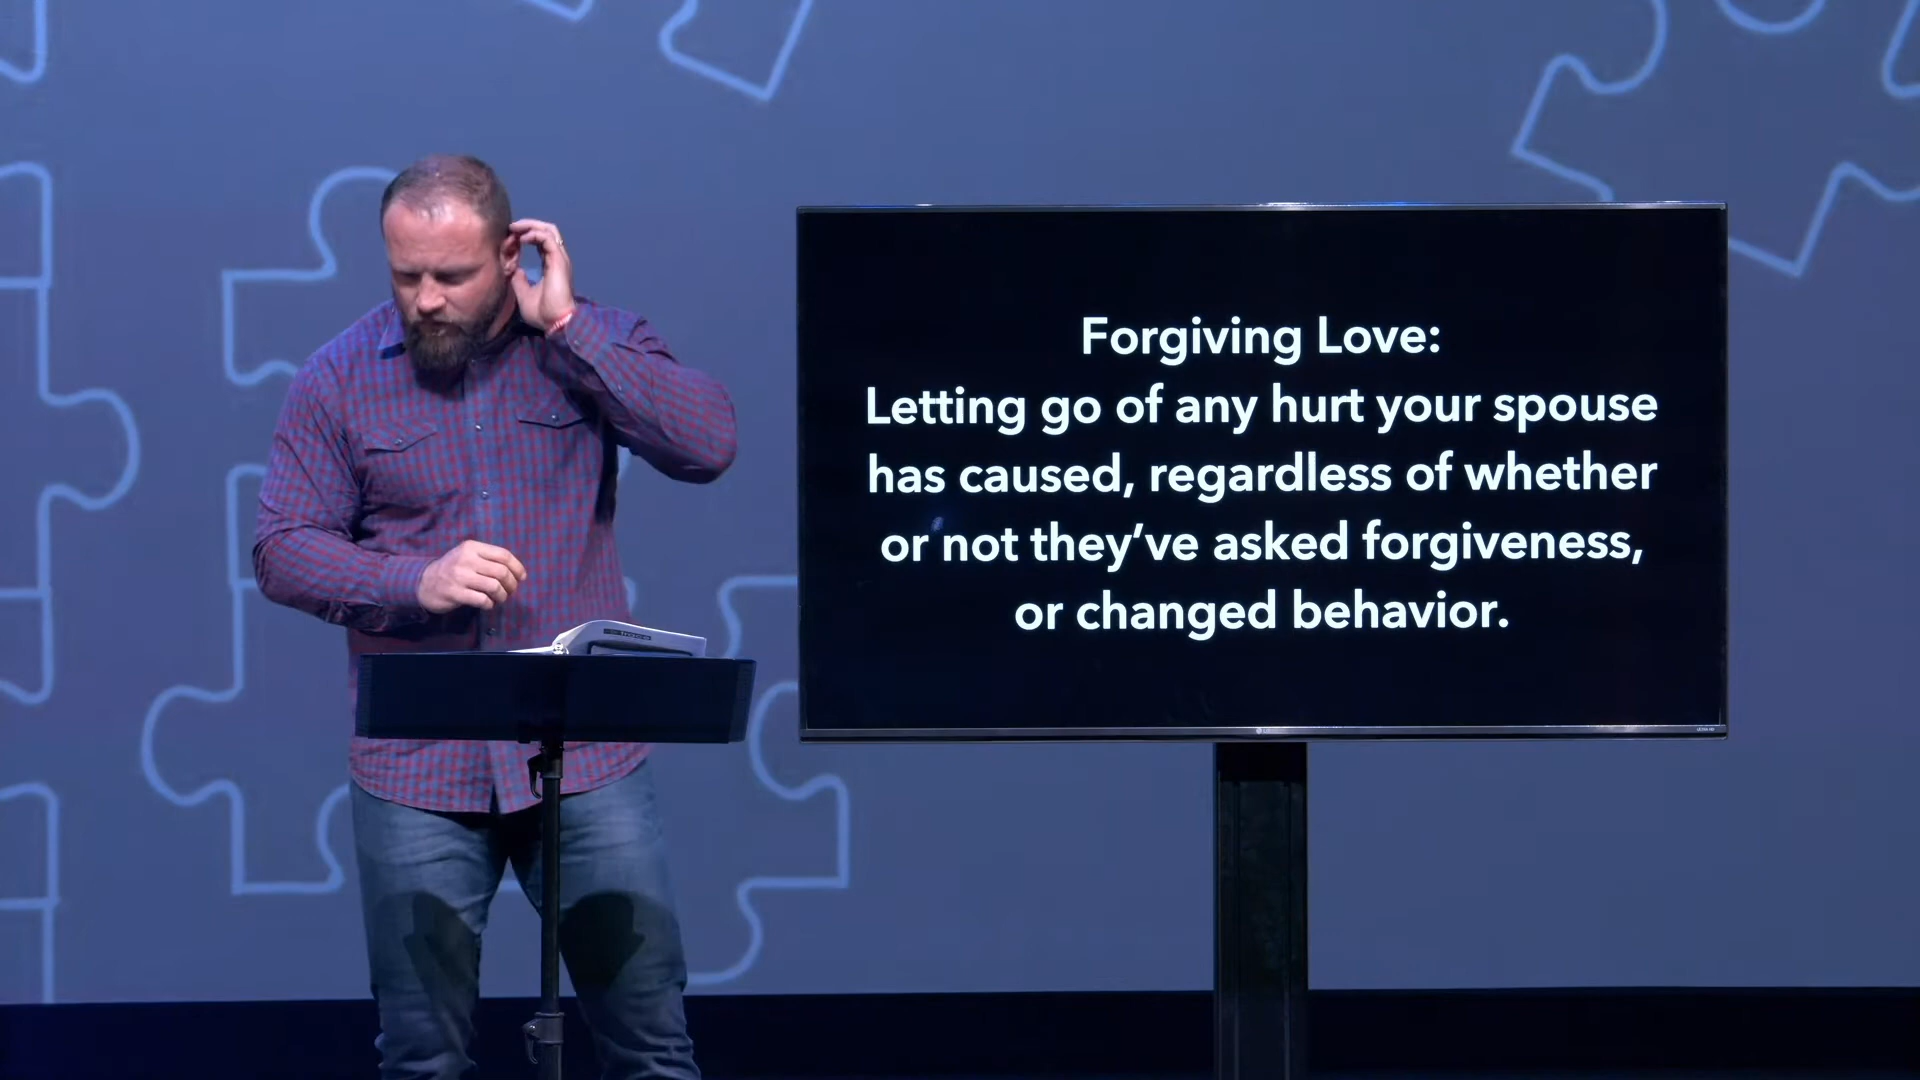 Forgiving Love:
Letting go of any hurt your spouse
has caused, regardless of whether
or not they've asked forgiveness,
or changed behavior.